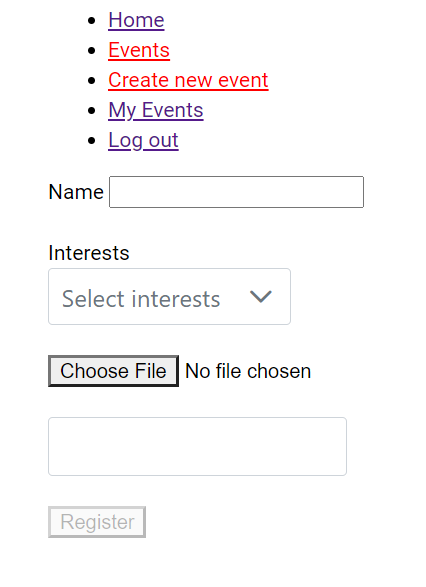 Home
Events
Create new event
My Events
Log out
Name
Interests
Select interests
Choose File No file chosen
Register